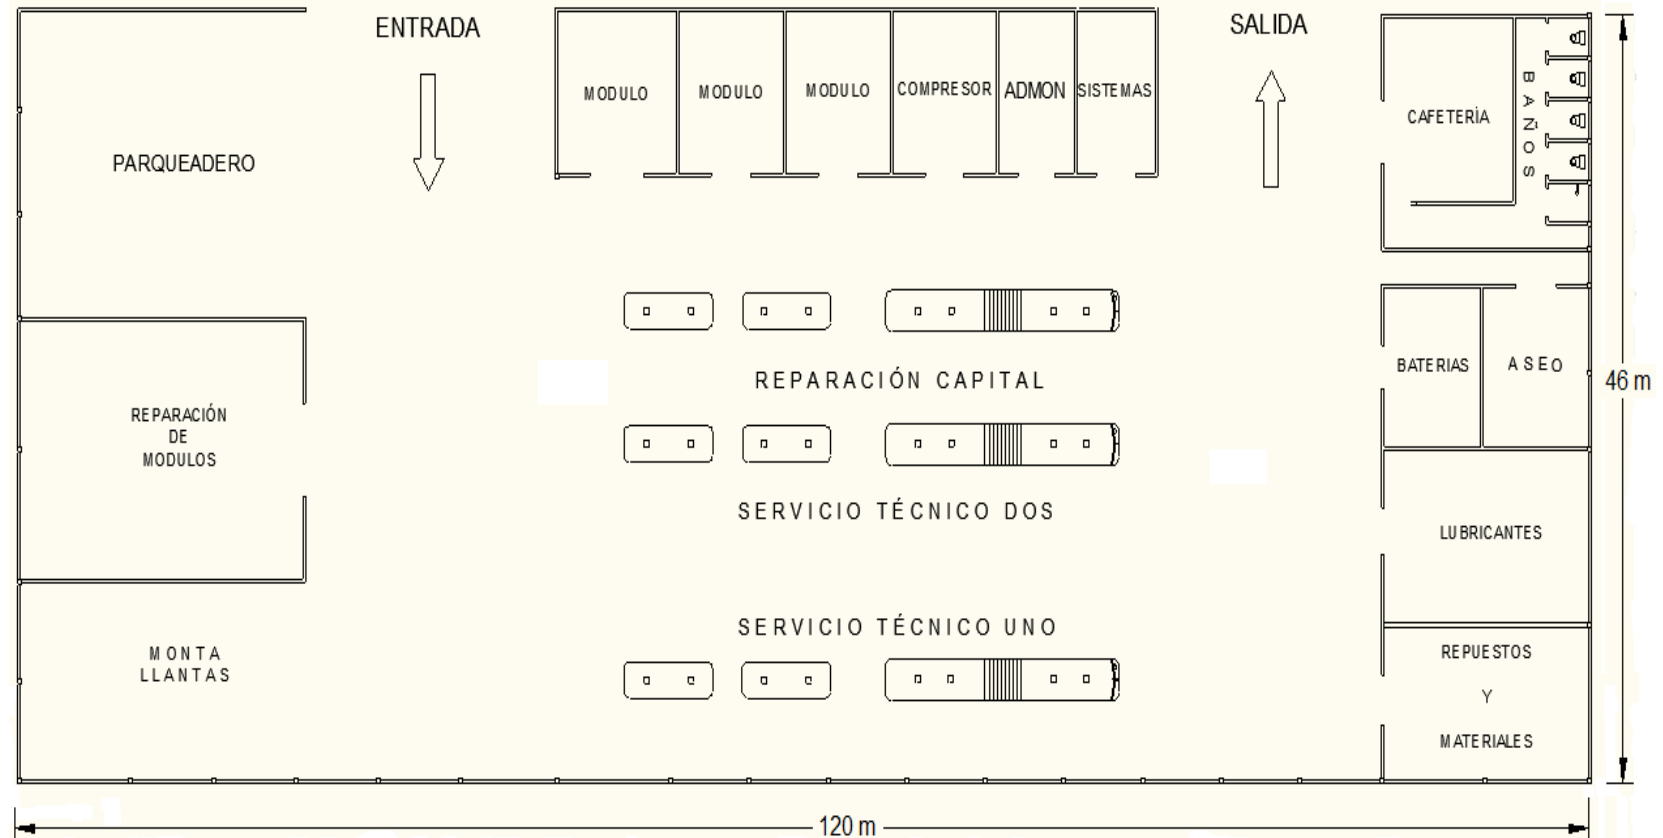 ENTRADA
SALIDA
MODULO
MODULO
MODULO
COMPRESOR
ADMON
SISTEMAS
CAFETERÌA
BAÑOS
PARQUEADERO
REPARACIÓN CAPITAL
BATERIAS
ASEO
46 m
REPARACIÓN
DE
MODULOS
SERVICIO TÉCNICO DOS
LUBRICANTES
SERVICIO TÉCNICO UNO
MONTA
LLANTAS
REPUESTOS
Y
MATERIALES
120 m